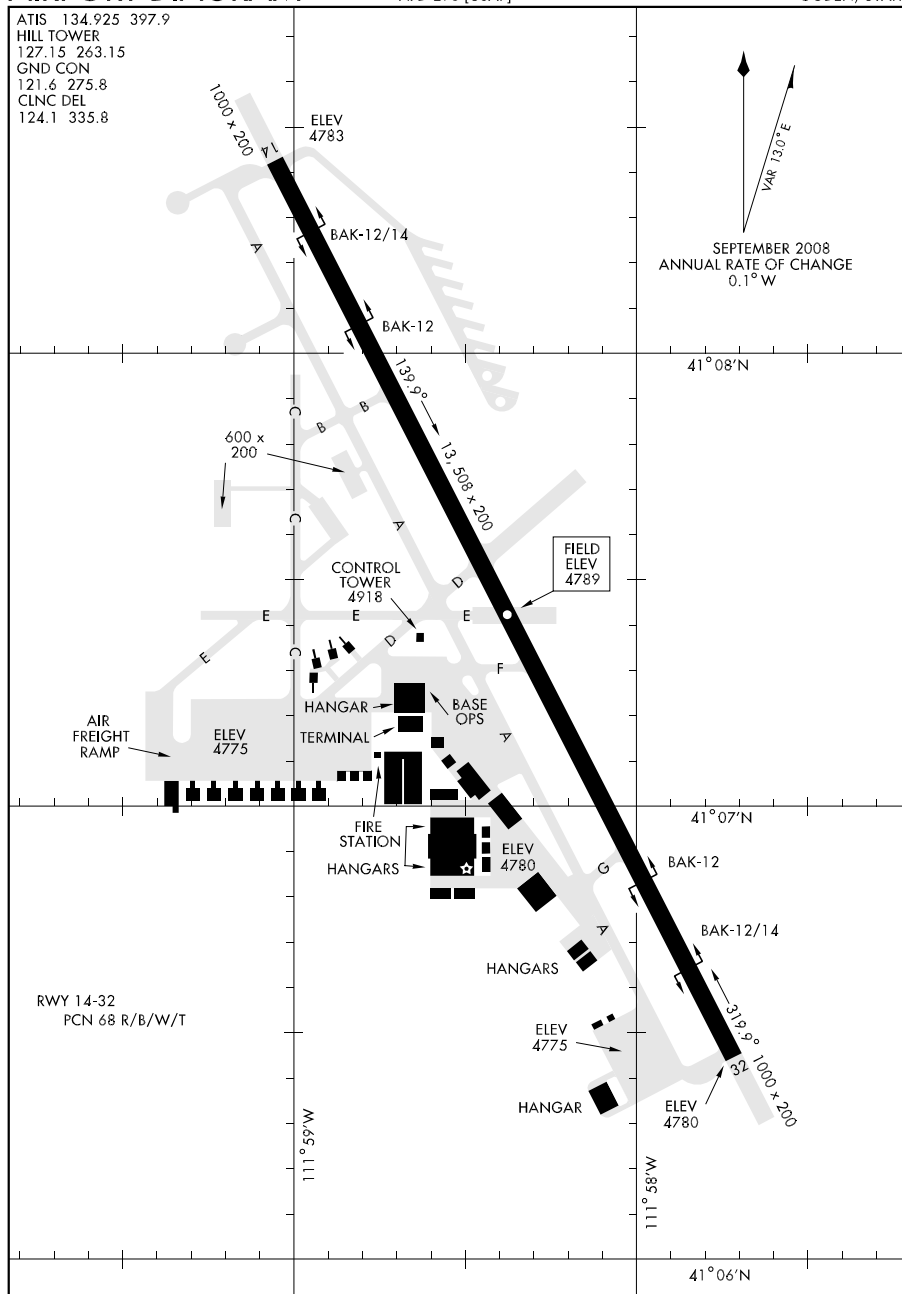 ATIS 134.925 397.9
HILL TOWER
127.15 263.15
GND CON
121.6 275.8
CLNC DEL
124.1 335.8
1000 x 200
ELEV
4783
14
VAR 13.0° E
SEPTEMBER 2008
ANNUAL RATE OF CHANGE
0.1° W
A
BAK-12/14
BAK-12
41°08'N
139.9°
13, 508 x 200
C
B
B
600 x
200
C
A
FIELD
ELEV
4789
CONTROL
TOWER
4918
D
E
E
E
D
C
E
F
HANGAR
BASE
OPS
TERMINAL
A
AIR
FREIGHT
RAMP
ELEV
4775
41°07'N
FIRE
STATION
HANGARS
ELEV
4780
G
BAK-12
A
BAK-12/14
HANGARS
RWY 14-32
PCN 68 R/B/W/T
319.9°
1000 x 200
ELEV
4775
32
HANGAR
ELEV
4780
111°59'W
111°58'W
41°06'N